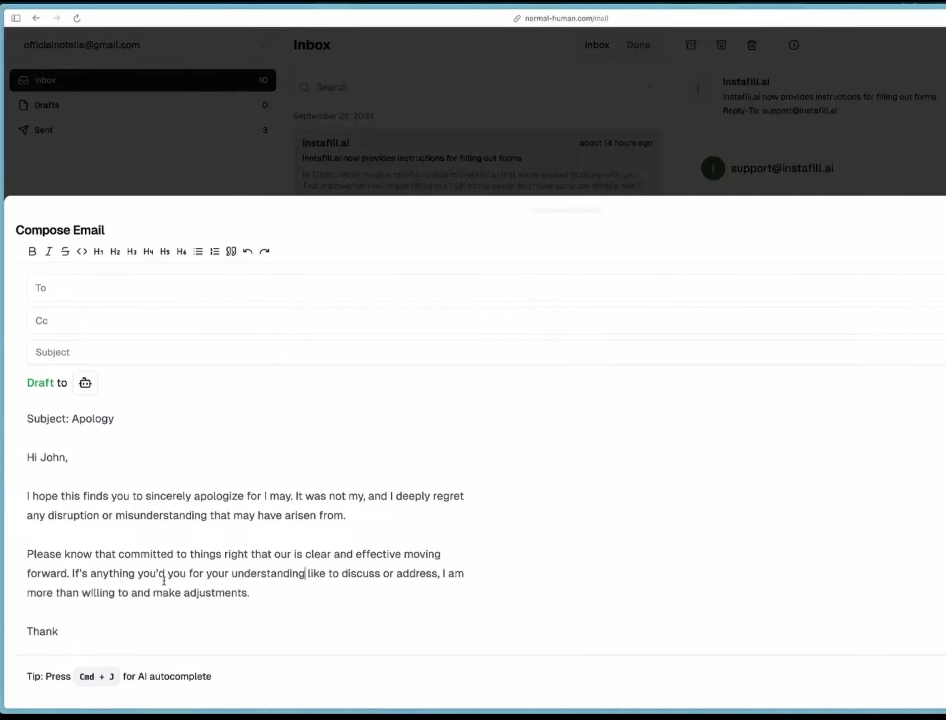 normal-human.com/mail
officialnotelle@gmail.com
Inbox
Inbox
Done
Inbox 10
Search
Drafts 0
September 25, 2024
Sent 3
Instafill.ai about 14 hours ago
Instafill.ai now provides instructions for filling out forms
I
Instafill.ai
Instafill.ai now provides instructions for filling out forms
Reply-To: support@instafill.ai
I
support@instafill.ai
Compose Email
B I S <> H1 H2 H3 H4 H5 H6
To
Cc
Subject
Draft to
Subject: Apology
Hi John,
I hope this finds you to sincerely apologize for I may. It was not my, and I deeply regret
any disruption or misunderstanding that may have arisen from.
Please know that committed to things right that our is clear and effective moving
forward. If's anything you'd you for your understanding like to discuss or address, I am
more than willing to and make adjustments.
Thank
Tip: Press Cmd + J for AI autocomplete